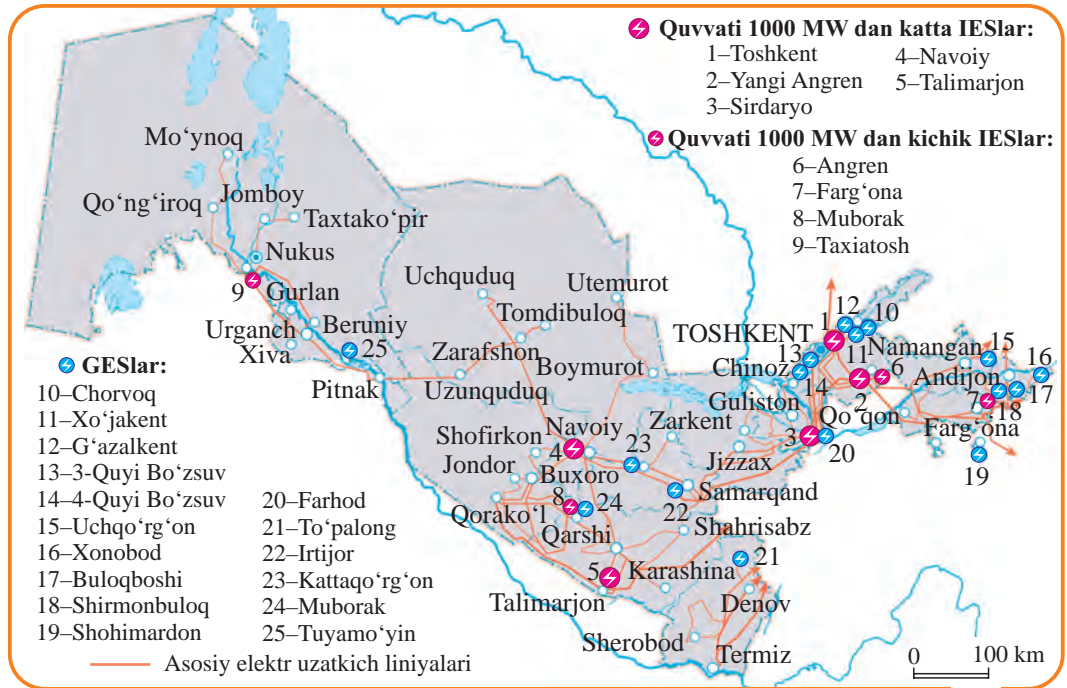 Quvvati 1000 MW dan katta IESlar:
1–Toshkent
2–Yangi Angren
3–Sirdaryo
4–Navoiy
5–Talimarjon
Quvvati 1000 MW dan kichik IESlar:
6–Angren
7–Farg‘ona
8–Muborak
9–Taxiatosh
Mo‘ynoq
Jomboy
Qo‘ng‘iroq
Taxtako‘pir
Nukus
9
Gurlan
Urganch
Beruniy
Xiva
25
Pitnak
Uchquduq
Utemurot
Tomdibuloq
Zarafshon
Boymurot
Uzunquduq
TOSHKENT
1
12
10
11
13
Chinoz
14
Namangan
15
16
6
2
Andijon
7
18
17
Guliston
Qo‘qon
Farg‘ona
3
20
19
Zarkent
Jizzax
Shofirkon
Navoiy
4
23
Jondor
Buxoro
8
24
22
Samarqand
Qorako‘l
Qarshi
Shahrisabz
5
Karashina
21
Talimarjon
Denov
Sherobod
Termiz
GESlar:
10–Chorvoq
11–Xo‘jakent
12–G‘azalkent
13–3-Quyi Bo‘zsuv
14–4-Quyi Bo‘zsuv
15–Uchqo‘rg‘on
16–Xonobod
17–Buloqboshi
18–Shirmonbuloq
19–Shohimardon
20–Farhod
21–To‘palong
22–Irtijor
23–Kattaqo‘rg‘on
24–Muborak
25–Tuyamo‘yin
Asosiy elektr uzatkich liniyalari
0 100 km